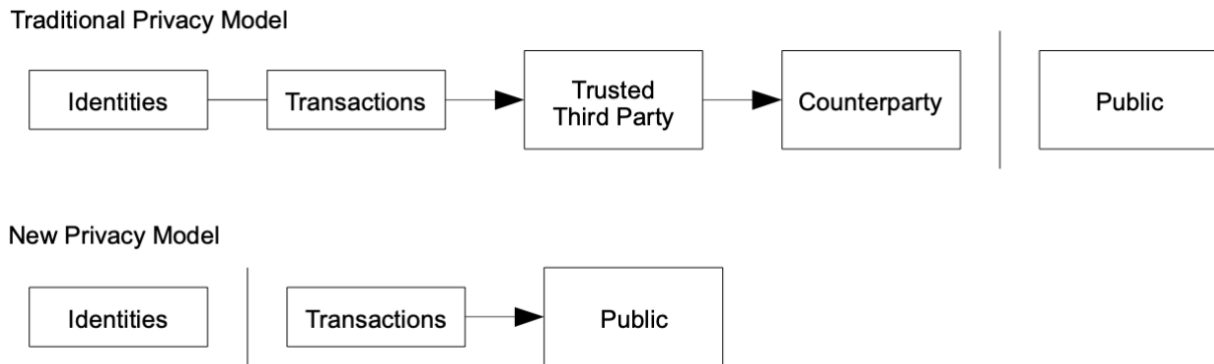 Traditional Privacy Model
Identities
Transactions
Trusted
Third Party
Counterparty
Public
New Privacy Model
Identities
Transactions
Public